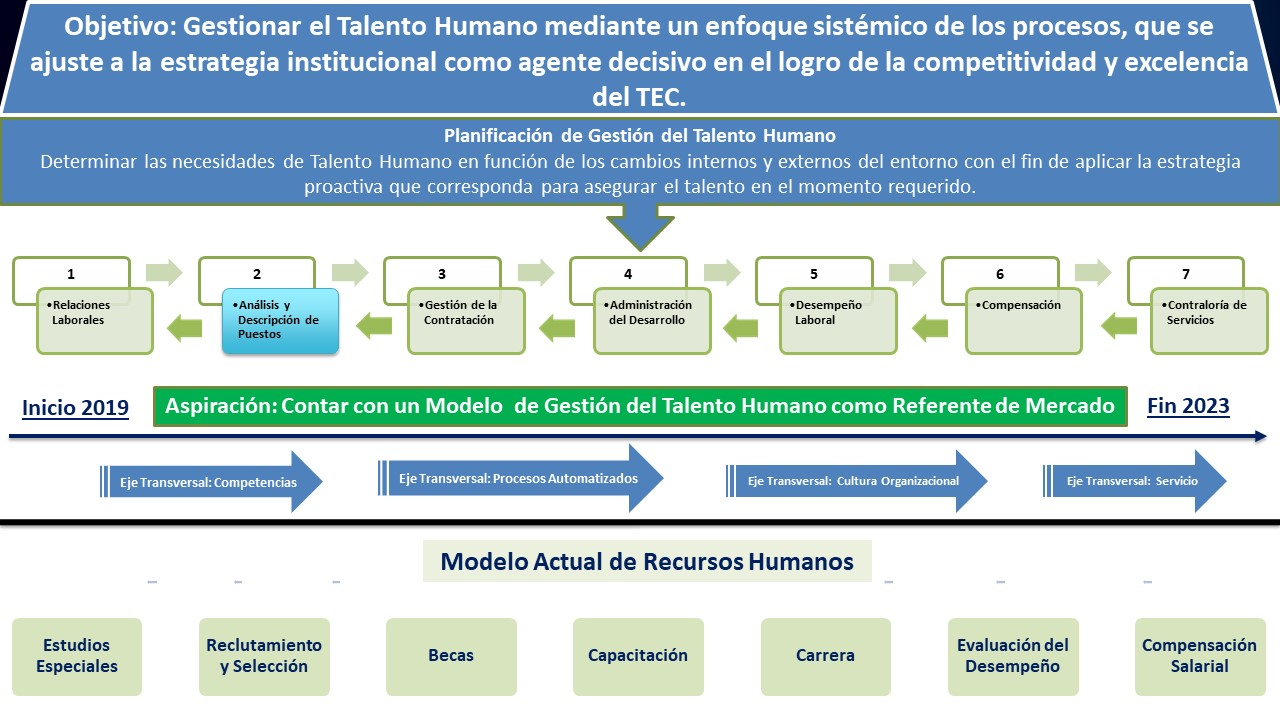 Objetivo: Gestionar el Talento Humano mediante un enfoque sistémico de los procesos, que se
ajuste a la estrategia institucional como agente decisivo en el logro de la competitividad y excelencia
del TEC.
Planificación de Gestión del Talento Humano
Determinar las necesidades de Talento Humano en función de los cambios internos y externos del entorno con el fin de aplicar la estrategia
proactiva que corresponda para asegurar el talento en el momento requerido.
1
•Relaciones
Laborales
2
•Análisis y
Descripción de
Puestos
3
•Gestión de la
Contratación
4
•Administración
del Desarrollo
5
•Desempeño
Laboral
6
•Compensación
7
•Contraloría de
Servicios
Inicio 2019
Aspiración: Contar con un Modelo de Gestión del Talento Humano como Referente de Mercado
Fin 2023
Eje Transversal: Competencias
Eje Transversal: Procesos Automatizados
Eje Transversal: Cultura Organizacional
Eje Transversal: Servicio
Modelo Actual de Recursos Humanos
Estudios
Especiales
Reclutamiento
y Selección
Becas
Capacitación
Carrera
Evaluación del
Desempeño
Compensación
Salarial